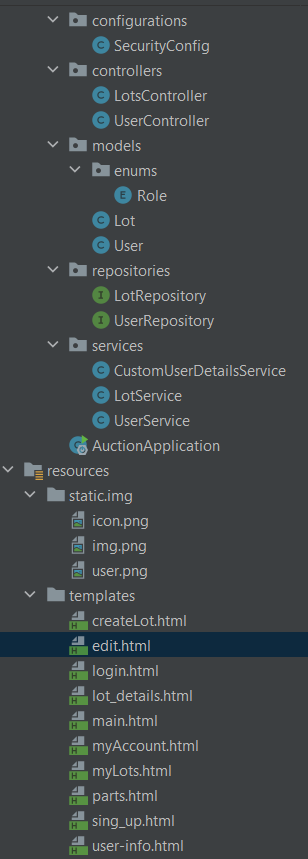 configurations
SecurityConfig
controllers
LotsController
UserController
models
enums
Role
Lot
User
repositories
LotRepository
UserRepository
services
CustomUserDetailsService
LotService
UserService
AuctionApplication
resources
static.img
icon.png
img.png
user.png
templates
createLot.html
edit.html
login.html
lot_details.html
main.html
myAccount.html
myLots.html
parts.html
sing_up.html
user-info.html